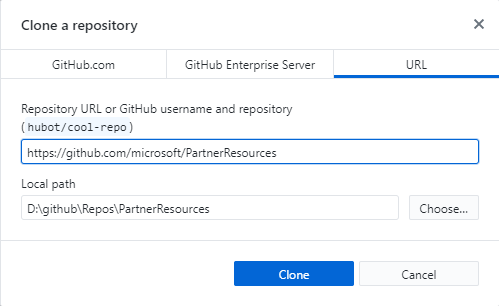 Clone a repository
GitHub.com
GitHub Enterprise Server
URL
Repository URL or GitHub username and repository
(hubot/cool-repo)
https://github.com/microsoft/PartnerResources
Local path
D:\github\Repos\PartnerResources
Choose...
Clone
Cancel